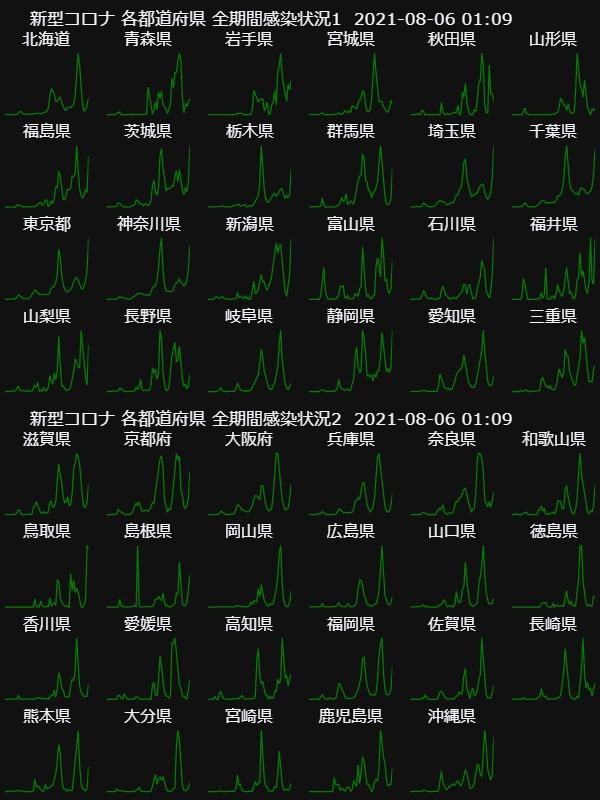 新型コロナ 各都道府県 全期間感染状況1 2021-08-06 01:09
北海道 青森県 岩手県 宮城県 秋田県 山形県
福島県 茨城県 栃木県 群馬県 埼玉県 千葉県
東京都 神奈川県 新潟県 富山県 石川県 福井県
山梨県 長野県 岐阜県 静岡県 愛知県 三重県
新型コロナ 各都道府県 全期間感染状況2 2021-08-06 01:09
滋賀県 京都府 大阪府 兵庫県 奈良県 和歌山県
鳥取県 島根県 岡山県 広島県 山口県 徳島県
香川県 愛媛県 高知県 福岡県 佐賀県 長崎県
熊本県 大分県 宮崎県 鹿児島県 沖縄県